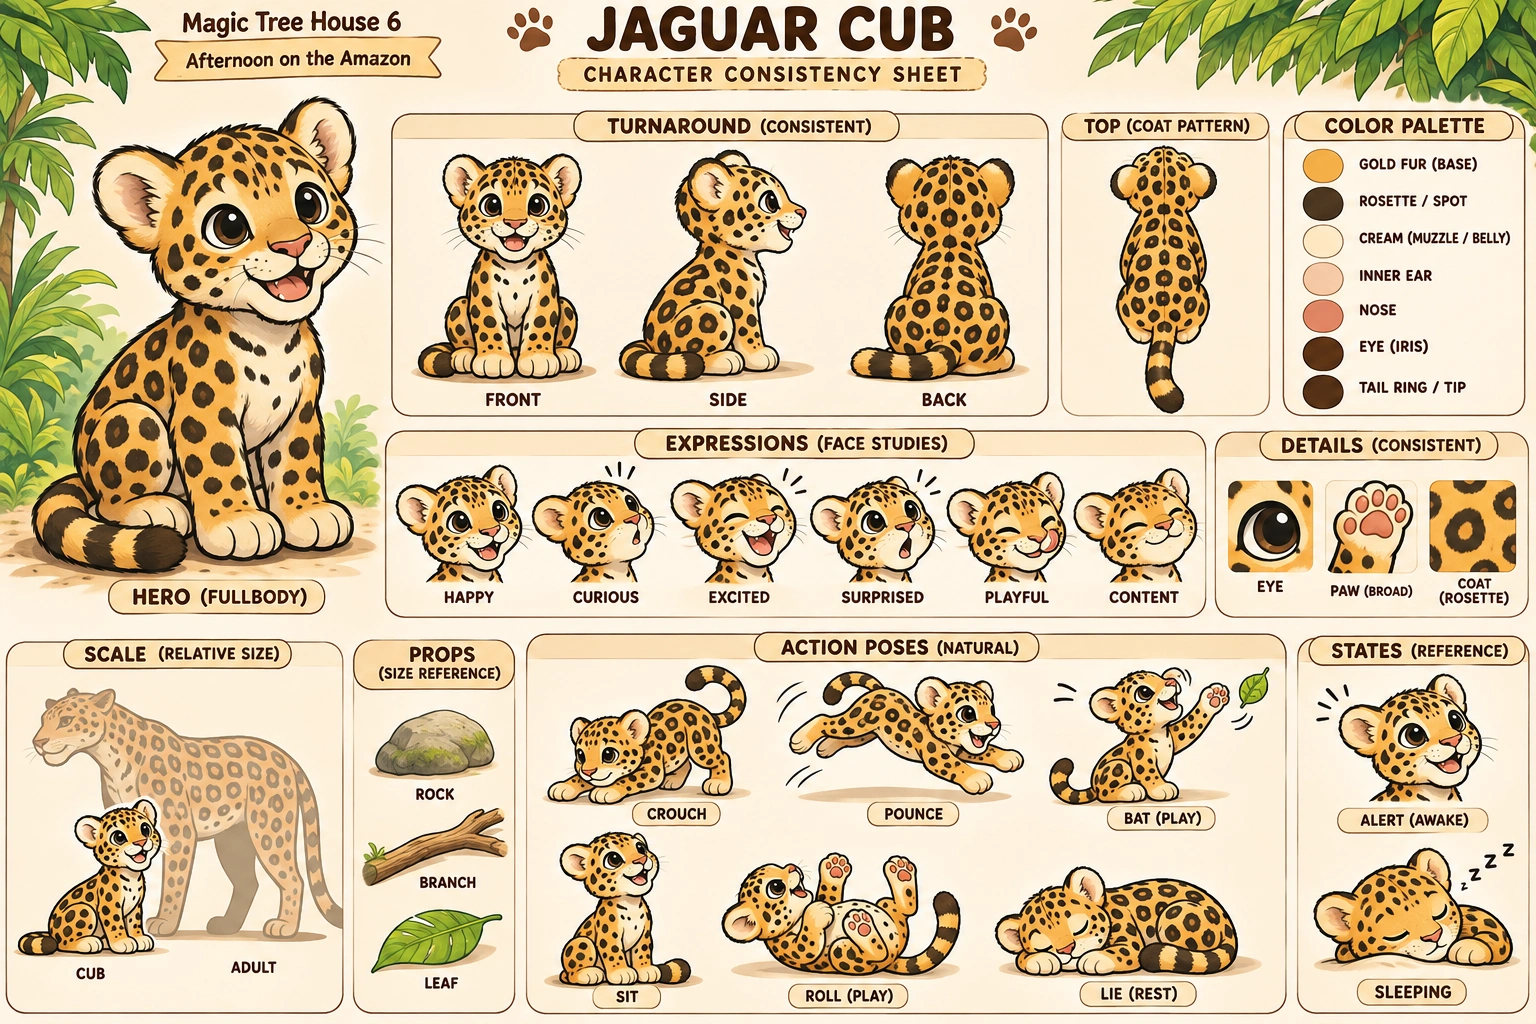 Magic Tree House 6
Afternoon on the Amazon
JAGUAR CUB
CHARACTER CONSISTENCY SHEET
HERO (FULLBODY)
TURNAROUND (CONSISTENT)
FRONT
SIDE
BACK
TOP (COAT PATTERN)
COLOR PALETTE
GOLD FUR (BASE)
ROSETTE / SPOT
CREAM (MUZZLE / BELLY)
INNER EAR
NOSE
EYE (IRIS)
TAIL RING / TIP
EXPRESSIONS (FACE STUDIES)
HAPPY
CURIOUS
EXCITED
SURPRISED
PLAYFUL
CONTENT
DETAILS (CONSISTENT)
EYE
PAW (BROAD)
COAT
(ROSETTE)
SCALE (RELATIVE SIZE)
CUB
ADULT
PROPS
(SIZE REFERENCE)
ROCK
BRANCH
LEAF
ACTION POSES (NATURAL)
CROUCH
POUNCE
BAT (PLAY)
SIT
ROLL (PLAY)
LIE (REST)
STATES (REFERENCE)
ALERT (AWAKE)
z z z z
SLEEPING